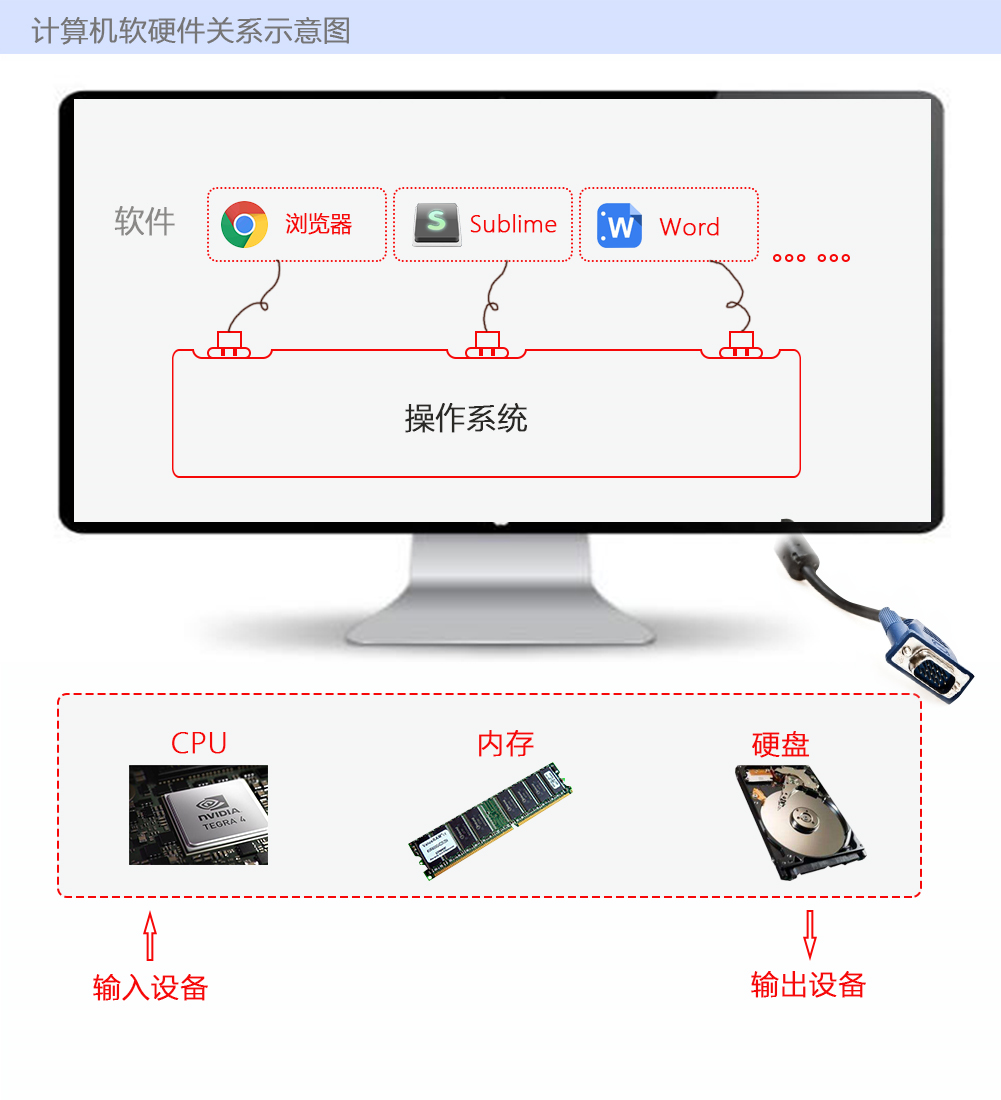 计算机软硬件关系示意图
软件
浏览器
S
Sublime
W
Word
操作系统
CPU
内存
硬盘
NVIDIA
TEGRA 4
输入设备
输出设备